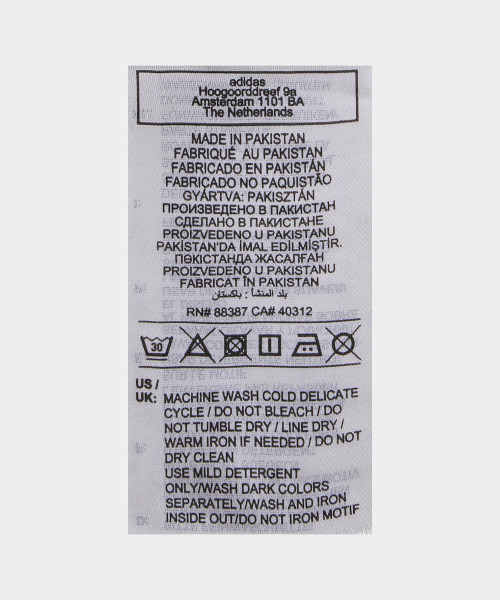 adidas
Hoogoorddreef 9a
Amsterdam 1101 BA
The Netherlands
MADE IN PAKISTAN
FABRIQUÉ AU PAKISTAN
FABRICADO EN PAKISTÁN
FABRICADO NO PAQUISTÃO
GYÁRTVA: PAKISZTÁN
ПРОИЗВЕДЕНО В ПАКИСТАН
СДЕЛАНО В ПАКИСТАНЕ
PROIZVEDENO U PAKISTANU
PAKİSTAN'DA İMAL EDİLMİŞTİR.
ПӘКІСТАНДА ЖАСАЛҒАН
PROIZVEDENO U PAKISTANU
FABRICAT ÎN PAKISTAN
بلد المنشأ : باكستان
RN# 88387 CA# 40312
30
US /
UK: MACHINE WASH COLD DELICATE
CYCLE / DO NOT BLEACH / DO
NOT TUMBLE DRY / LINE DRY /
WARM IRON IF NEEDED / DO NOT
DRY CLEAN
USE MILD DETERGENT
ONLY/WASH DARK COLORS
SEPARATELY/WASH AND IRON
INSIDE OUT/DO NOT IRON MOTIF